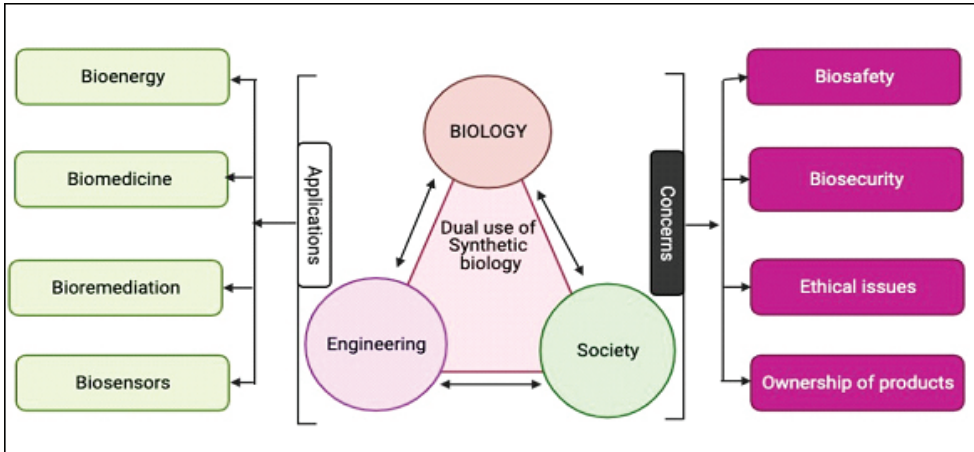 Bioenergy
Biomedicine
Bioremediation
Biosensors
Applications
BIOLOGY
Dual use of
Synthetic
biology
Engineering
Society
Concerns
Biosafety
Biosecurity
Ethical issues
Ownership of products